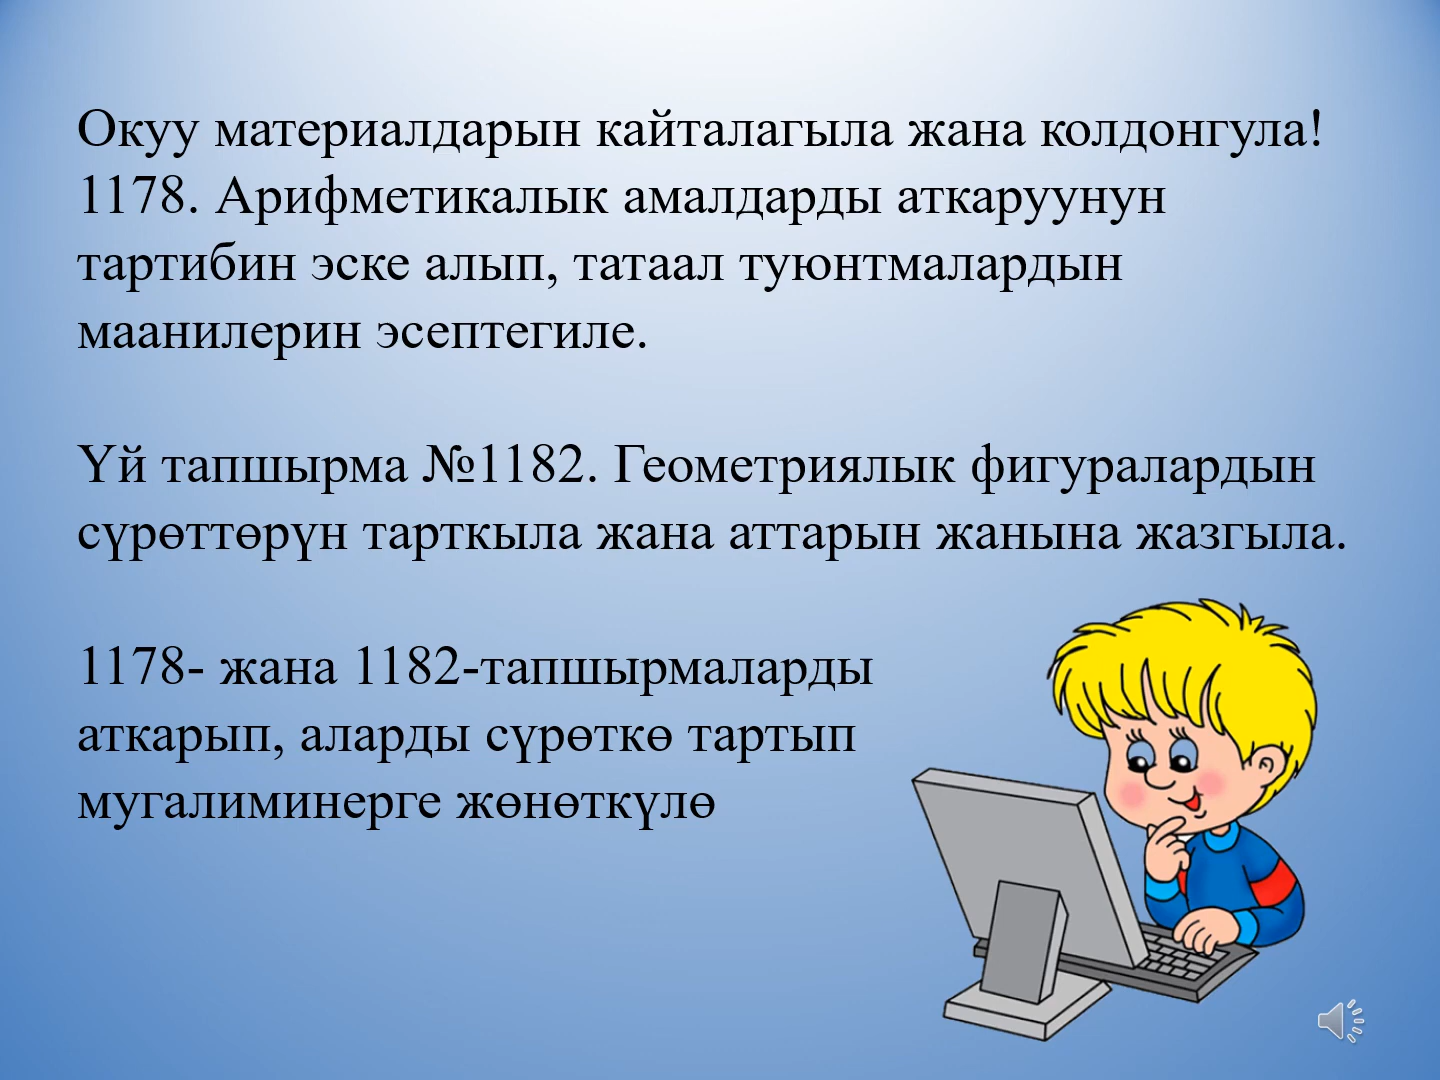 Окуу материалдарын кайталагыла жана колдонгула!
1178. Арифметикалык амалдарды аткаруунун
тартибин эске алып, татаал туюнтмалардын
маанилерин эсептегиле.
Үй тапшырма №1182. Геометриялык фигуралардын
сүрөттөрүн тарткыла жана аттарын жанына жазгыла.
1178- жана 1182-тапшырмаларды
аткарып, аларды сүрөткө тартып
мугалиминерге жөнөткүлө